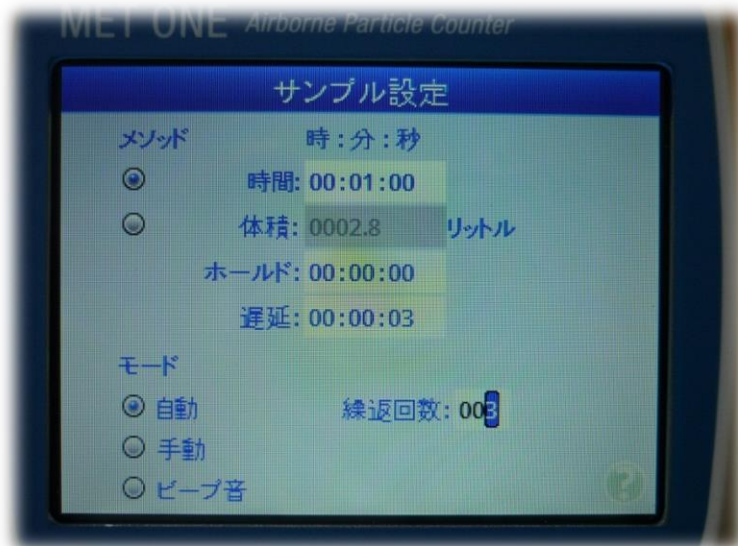 MET ONE Airborne Particle Counter
サンプル設定
メソッド 時:分:秒
時間: 00:01:00
体積: 0002.8 リットル
ホールド: 00:00:00
遅延: 00:00:03
モード
自動 繰返回数: 003
手動
ビープ音
?